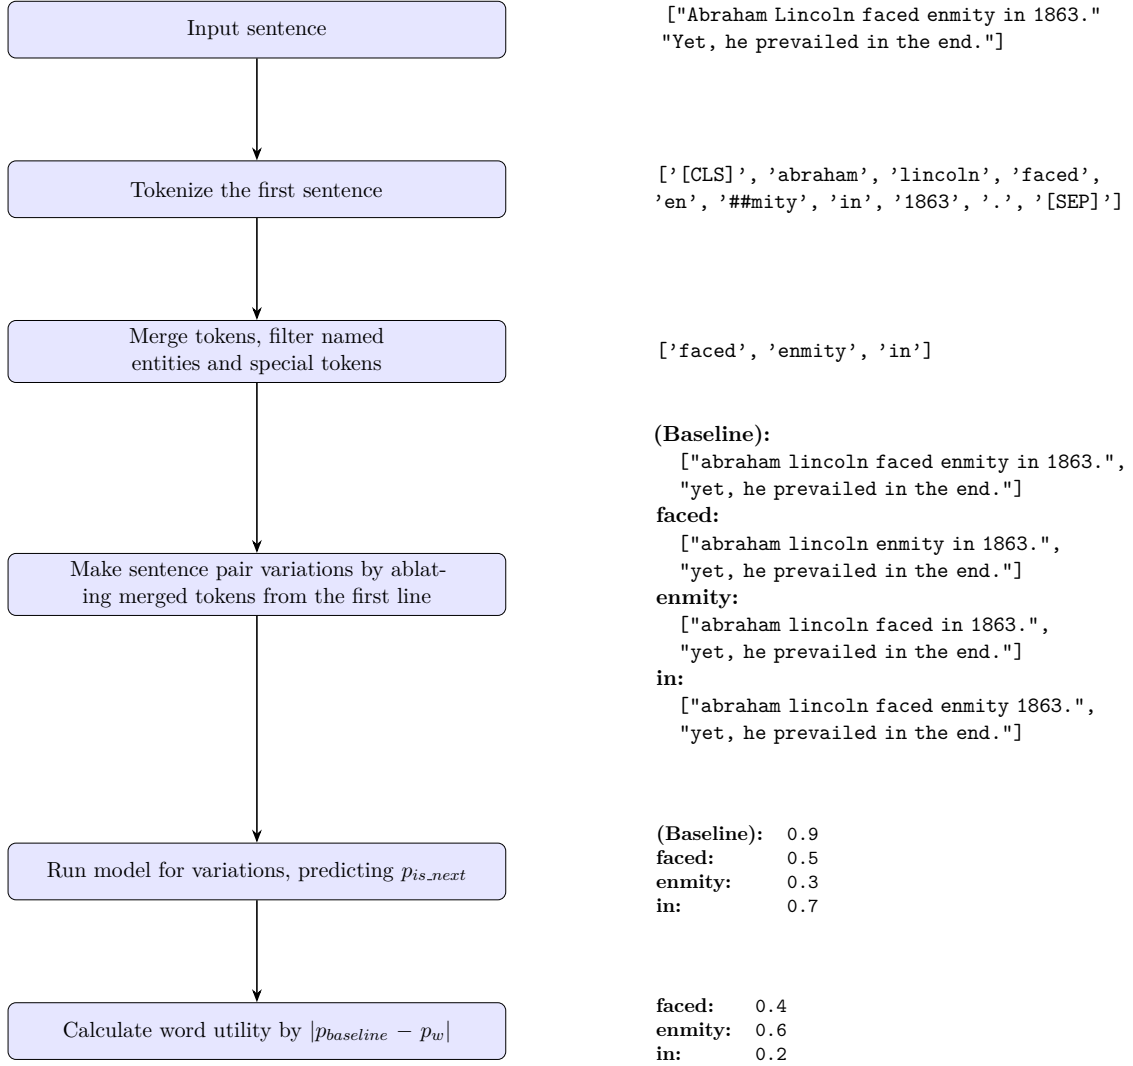 Input sentence
["Abraham Lincoln faced enmity in 1863."
"Yet, he prevailed in the end."]
Tokenize the first sentence
['[CLS]', 'abraham', 'lincoln', 'faced',
'en', '##mity', 'in', '1863', '.', '[SEP]']
Merge tokens, filter named
entities and special tokens
['faced', 'enmity', 'in']
Make sentence pair variations by ablat-
ing merged tokens from the first line
(Baseline):
["abraham lincoln faced enmity in 1863.",
"yet, he prevailed in the end."]
faced:
["abraham lincoln enmity in 1863.",
"yet, he prevailed in the end."]
enmity:
["abraham lincoln faced in 1863.",
"yet, he prevailed in the end."]
in:
["abraham lincoln faced enmity 1863.",
"yet, he prevailed in the end."]
Run model for variations, predicting p_is_next
(Baseline): 0.9
faced: 0.5
enmity: 0.3
in: 0.7
Calculate word utility by |p_baseline − p_w|
faced: 0.4
enmity: 0.6
in: 0.2